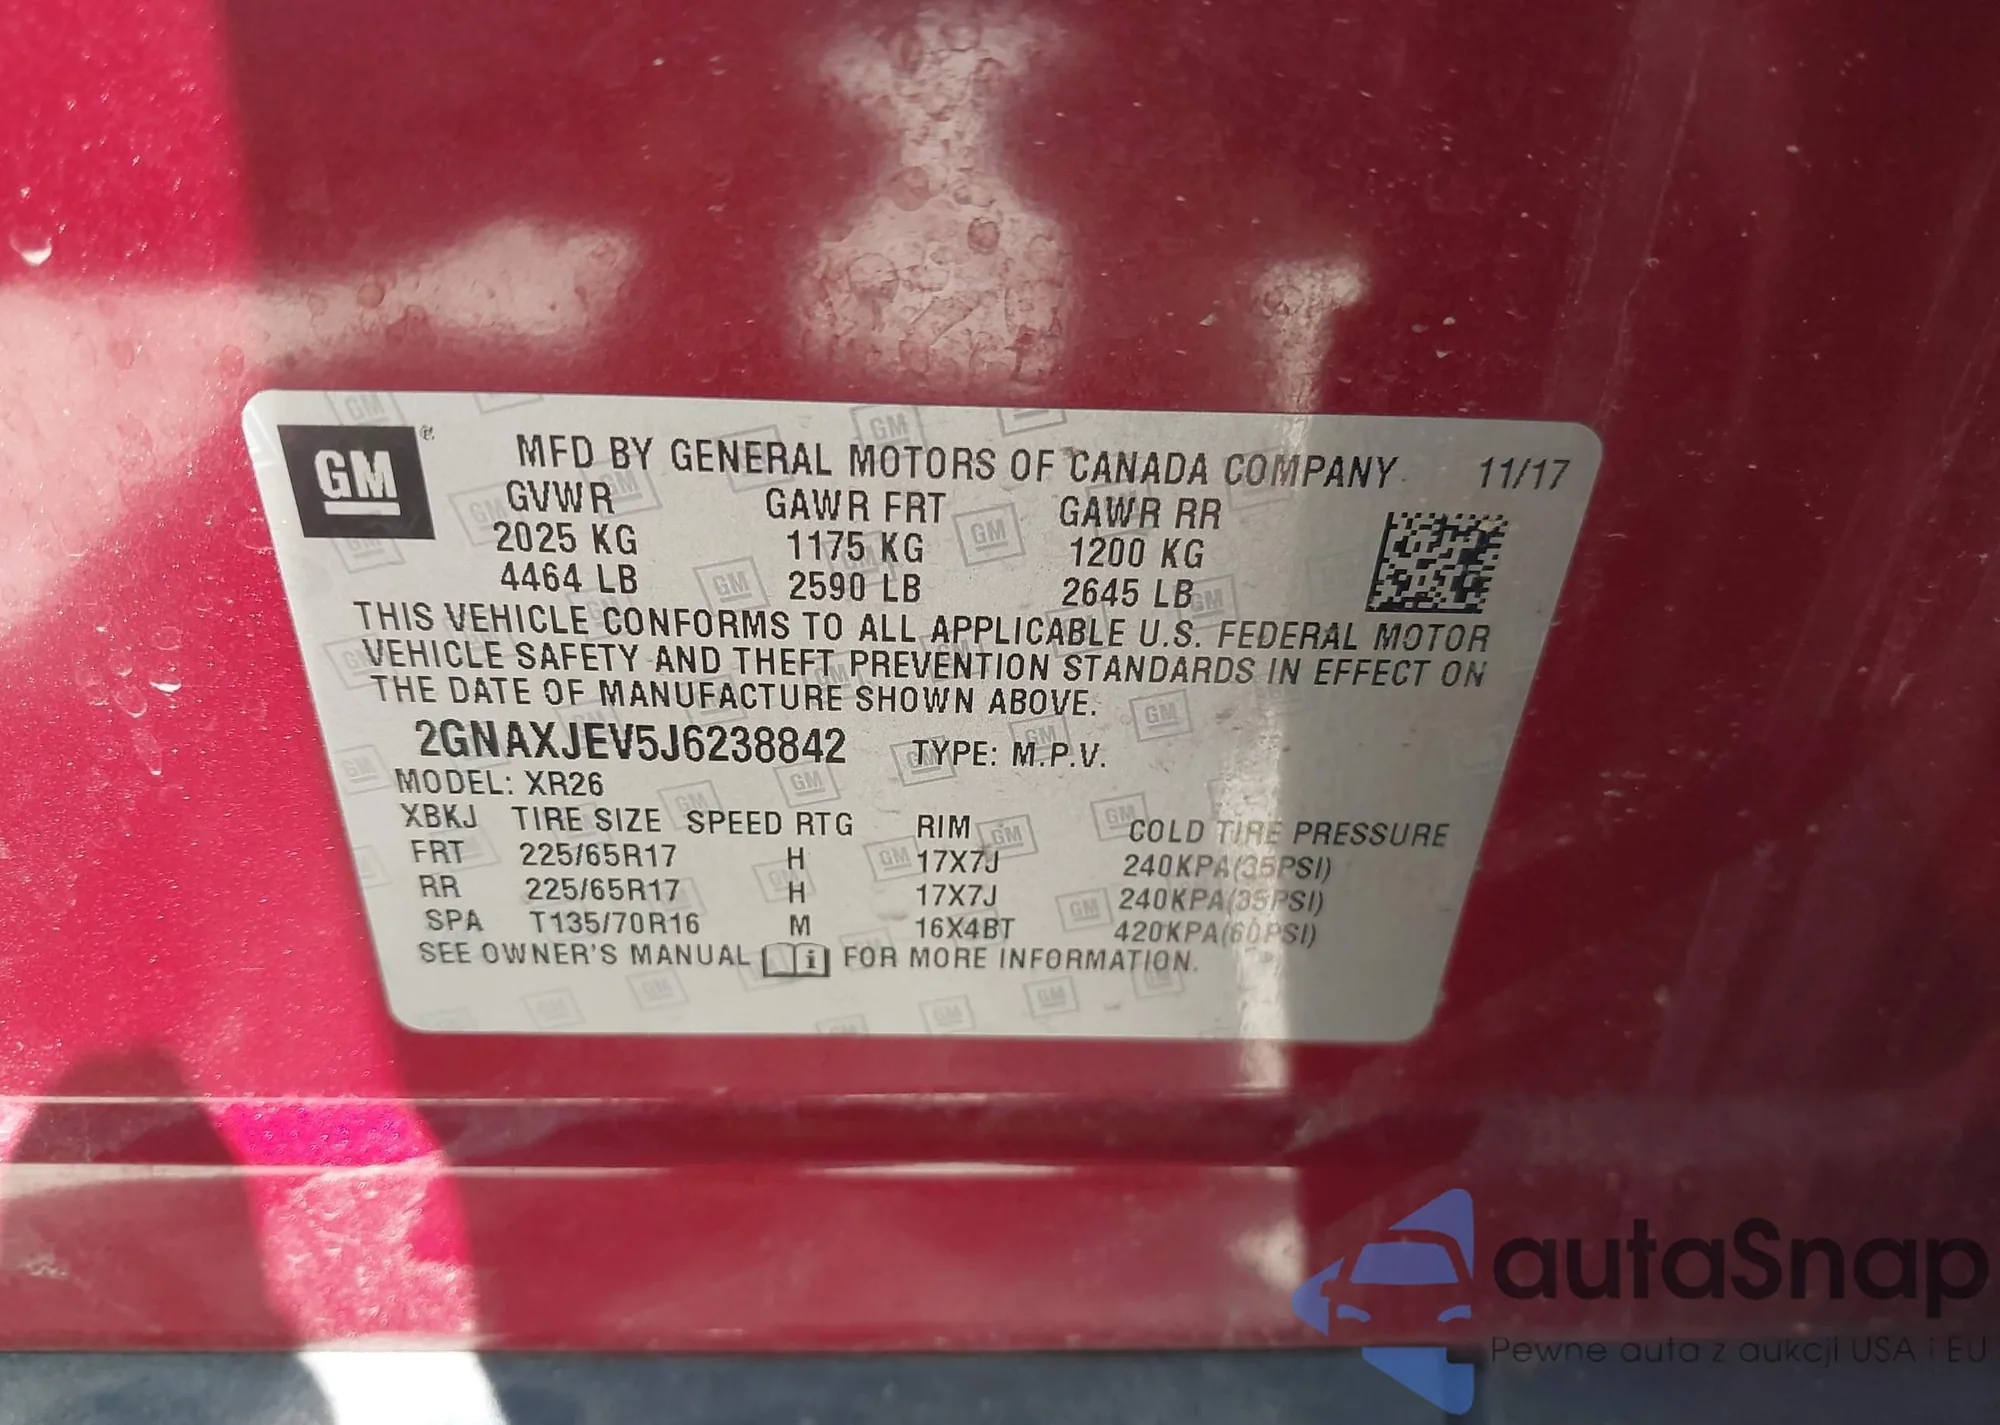 GM ®
MFD BY GENERAL MOTORS OF CANADA COMPANY 11/17
GVWR GAWR FRT GAWR RR
2025 KG 1175 KG 1200 KG
4464 LB 2590 LB 2645 LB
THIS VEHICLE CONFORMS TO ALL APPLICABLE U.S. FEDERAL MOTOR
VEHICLE SAFETY AND THEFT PREVENTION STANDARDS IN EFFECT ON
THE DATE OF MANUFACTURE SHOWN ABOVE.
2GNAXJEV5J6238842 TYPE: M.P.V.
MODEL: XR26
XBKJ TIRE SIZE SPEED RTG RIM COLD TIRE PRESSURE
FRT 225/65R17 H 17X7J 240KPA(35PSI)
RR 225/65R17 H 17X7J 240KPA(35PSI)
SPA T135/70R16 M 16X4BT 420KPA(60PSI)
SEE OWNER'S MANUAL i FOR MORE INFORMATION.
autaSnap
Pewne auta z aukcji USA i EU